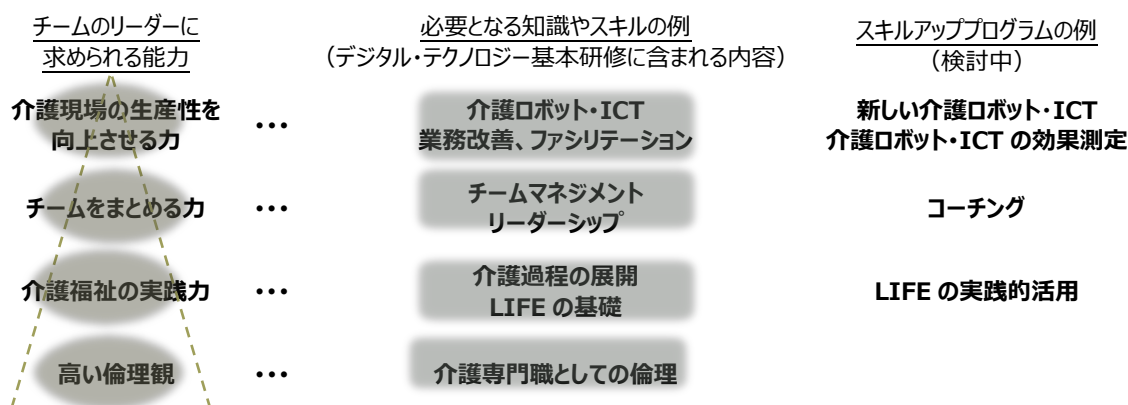 チームのリーダーに
求められる能力
必要となる知識やスキルの例
（デジタル・テクノロジー基本研修に含まれる内容）
スキルアッププログラムの例
（検討中）
介護現場の生産性を
向上させる力
・・・
介護ロボット・ICT
業務改善、ファシリテーション
新しい介護ロボット・ICT
介護ロボット・ICT の効果測定
チームをまとめる力
・・・
チームマネジメント
リーダーシップ
コーチング
介護福祉の実践力
・・・
介護過程の展開
LIFE の基礎
LIFE の実践的活用
高い倫理観
・・・
介護専門職としての倫理